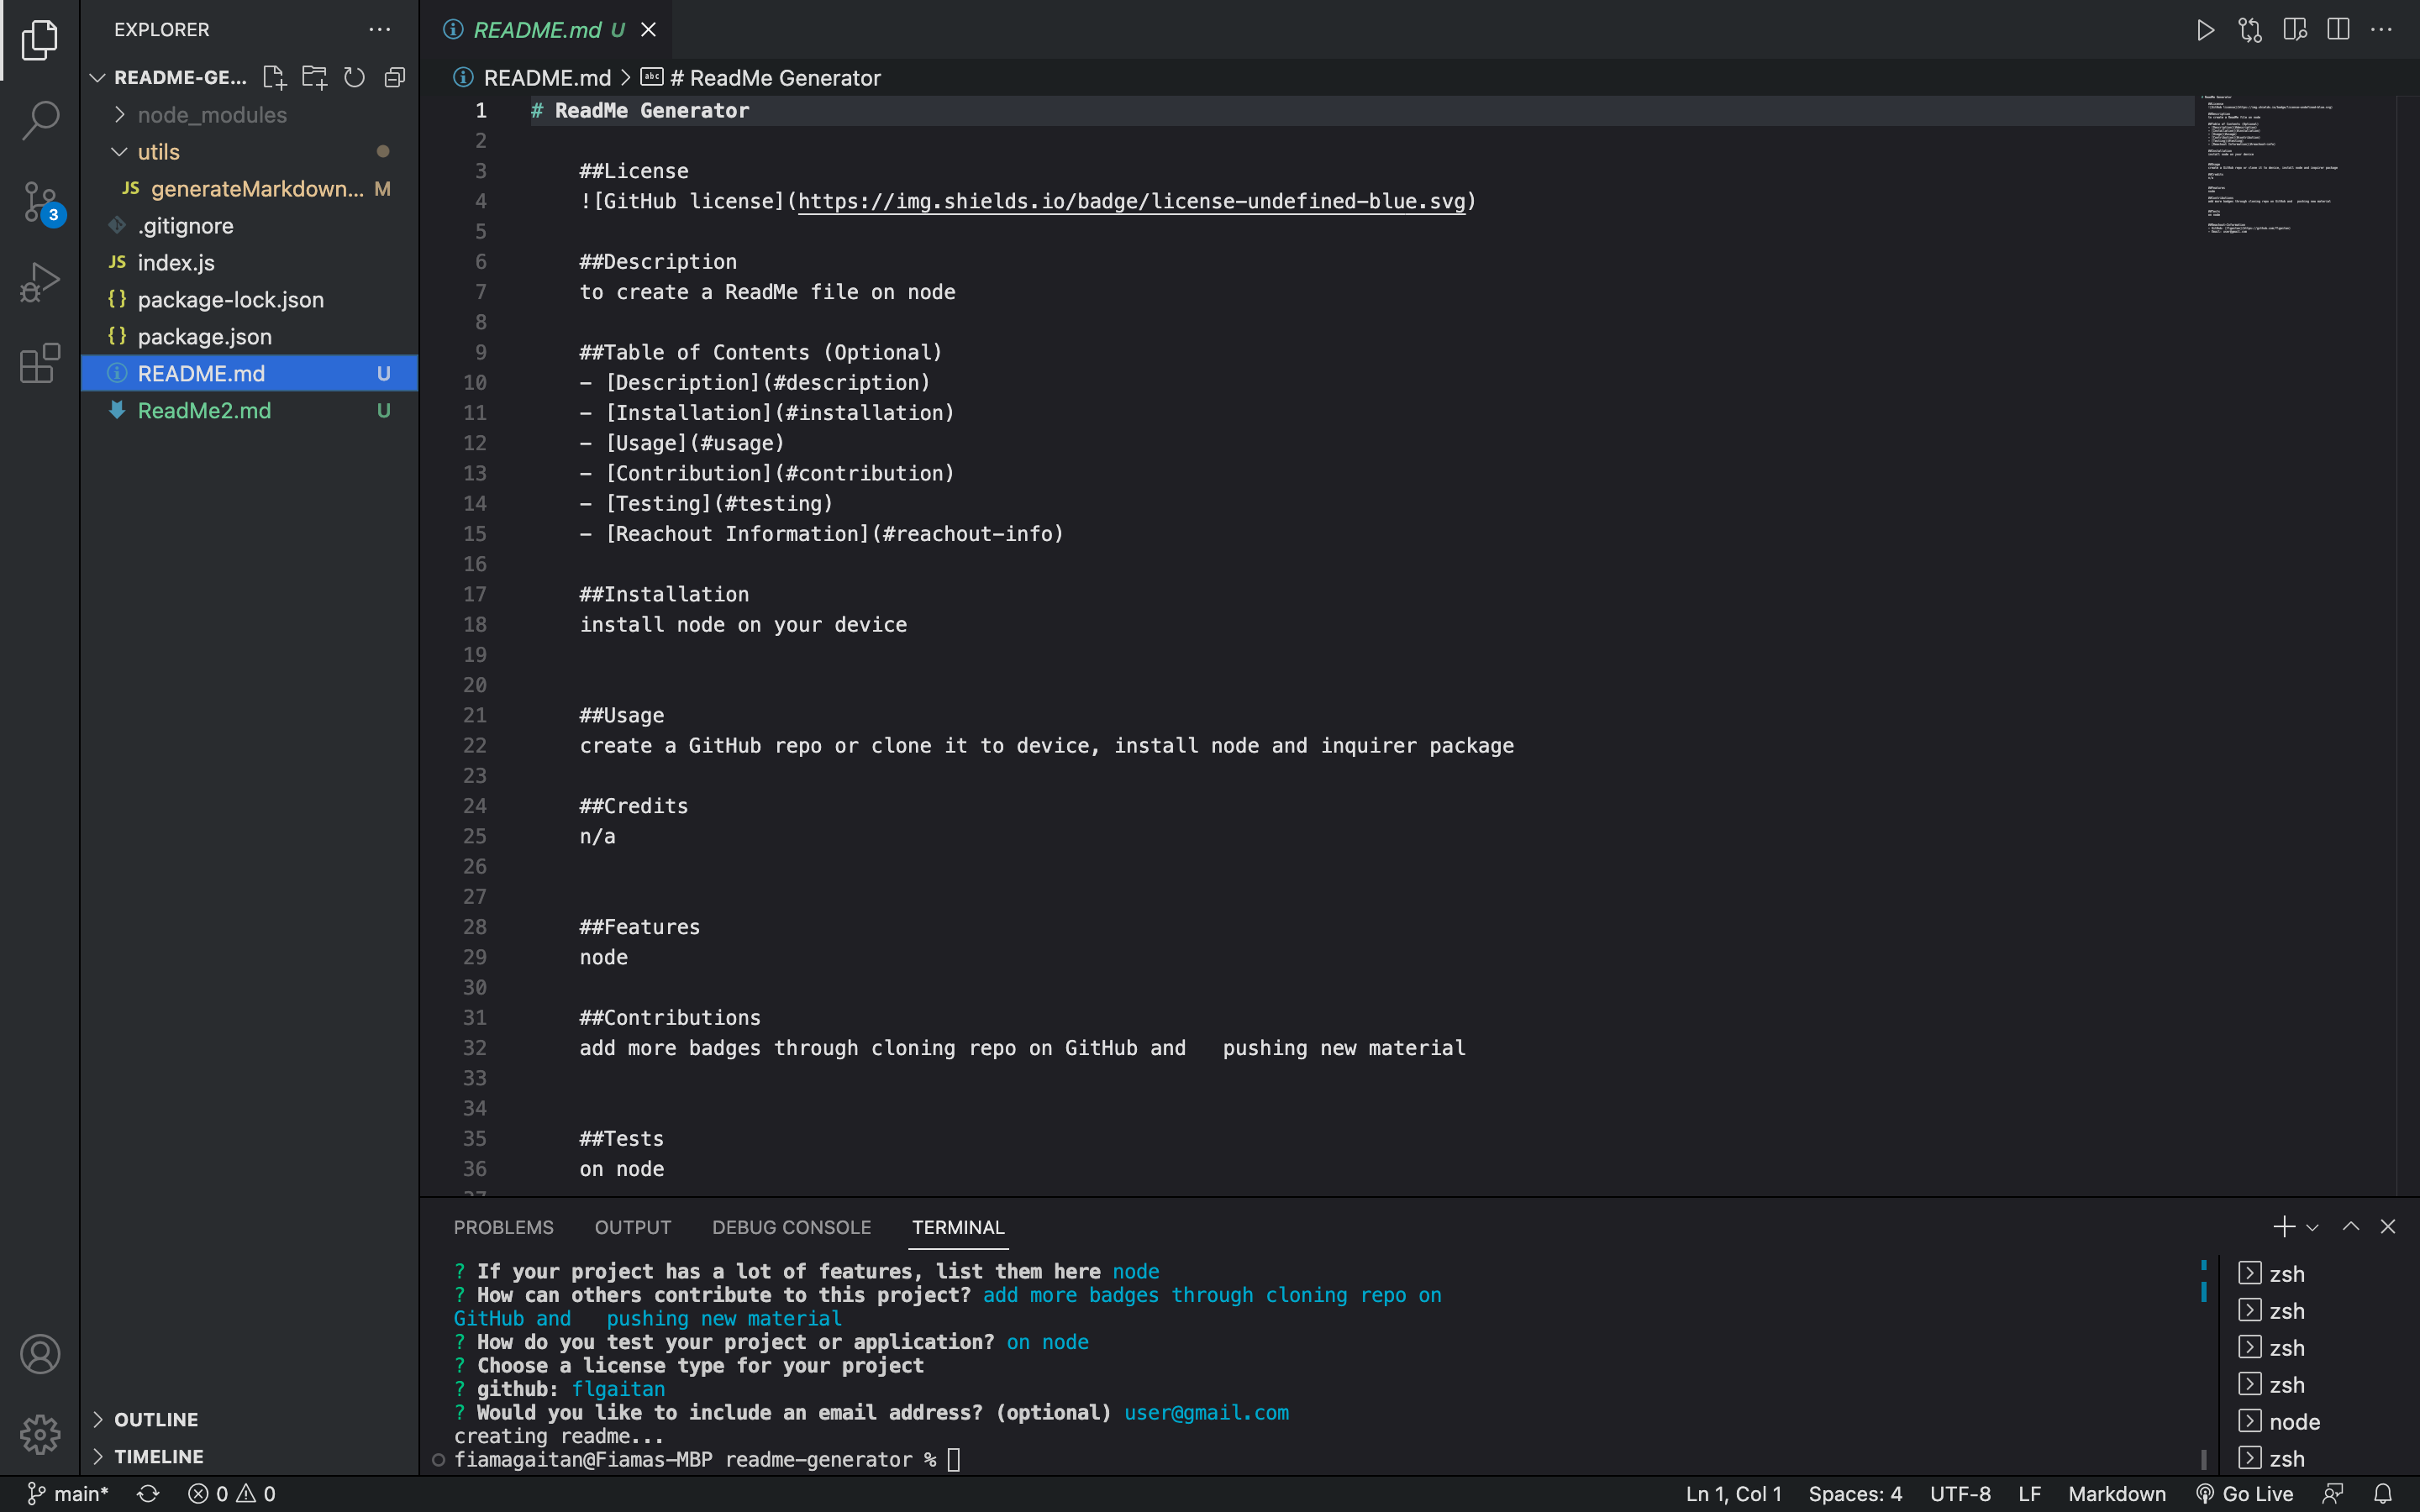 EXPLORER
README.md U
README-GE...
README.md > # ReadMe Generator
node_modules
utils
JS generateMarkdown... M
3
.gitignore
JS index.js
{} package-lock.json
{} package.json
README.md U
ReadMe2.md U
OUTLINE
TIMELINE
1 # ReadMe Generator
2
3 ##License
4 ![GitHub license](https://img.shields.io/badge/license-undefined-blue.svg)
5
6 ##Description
7 to create a ReadMe file on node
8
9 ##Table of Contents (Optional)
10 - [Description](#description)
11 - [Installation](#installation)
12 - [Usage](#usage)
13 - [Contribution](#contribution)
14 - [Testing](#testing)
15 - [Reachout Information](#reachout-info)
16
17 ##Installation
18 install node on your device
19
20
21 ##Usage
22 create a GitHub repo or clone it to device, install node and inquirer package
23
24 ##Credits
25 n/a
26
27
28 ##Features
29 node
30
31 ##Contributions
32 add more badges through cloning repo on GitHub and   pushing new material
33
34
35 ##Tests
36 on node
PROBLEMS OUTPUT DEBUG CONSOLE TERMINAL
? If your project has a lot of features, list them here node
? How can others contribute to this project? add more badges through cloning repo on
GitHub and   pushing new material
? How do you test your project or application? on node
? Choose a license type for your project
? github: flgaitan
? Would you like to include an email address? (optional) user@gmail.com
creating readme...
fiamagaitan@Fiamas-MBP readme-generator %
zsh
zsh
zsh
zsh
node
zsh
main* 0 0
Ln 1, Col 1 Spaces: 4 UTF-8 LF Markdown Go Live